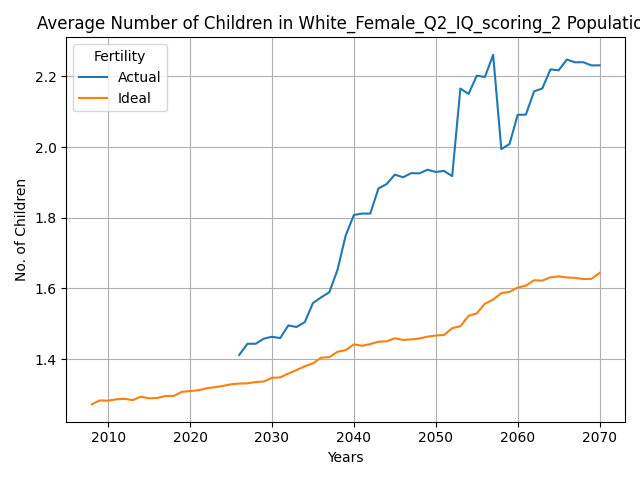 Average Number of Children in White_Female_Q2_IQ_scoring_2 Populatio
Fertility
Actual
Ideal
No. of Children
2.2
2.0
1.8
1.6
1.4
2010 2020 2030 2040 2050 2060 2070
Years